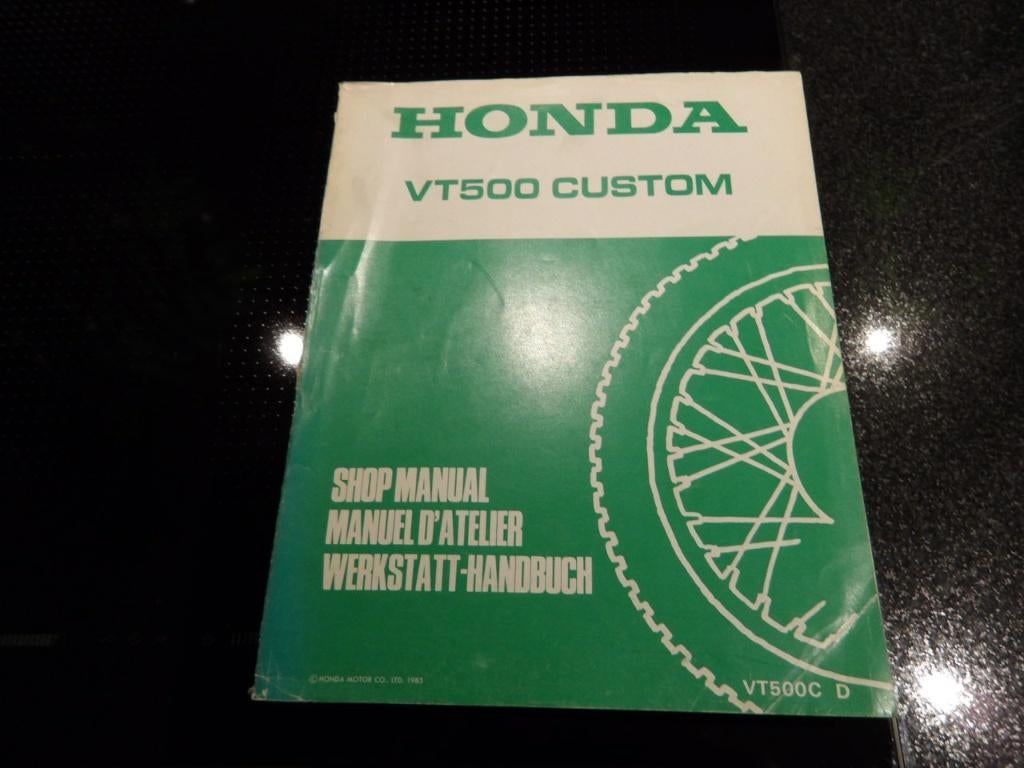 HONDA
VT500 CUSTOM
SHOP MANUAL
MANUEL D'ATELIER
WERKSTATT-HANDBUCH
©HONDA MOTOR CO., LTD. 1983
VT500C D